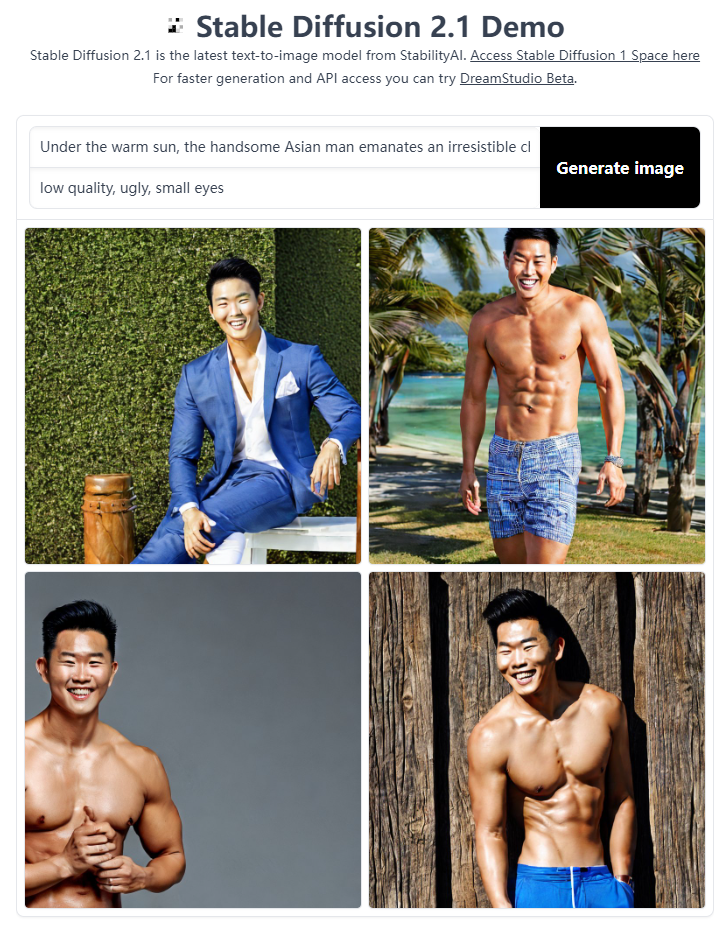 Stable Diffusion 2.1 Demo
Stable Diffusion 2.1 is the latest text-to-image model from StabilityAI. Access Stable Diffusion 1 Space here
For faster generation and API access you can try DreamStudio Beta.
Under the warm sun, the handsome Asian man emanates an irresistible
Generate image
low quality, ugly, small eyes